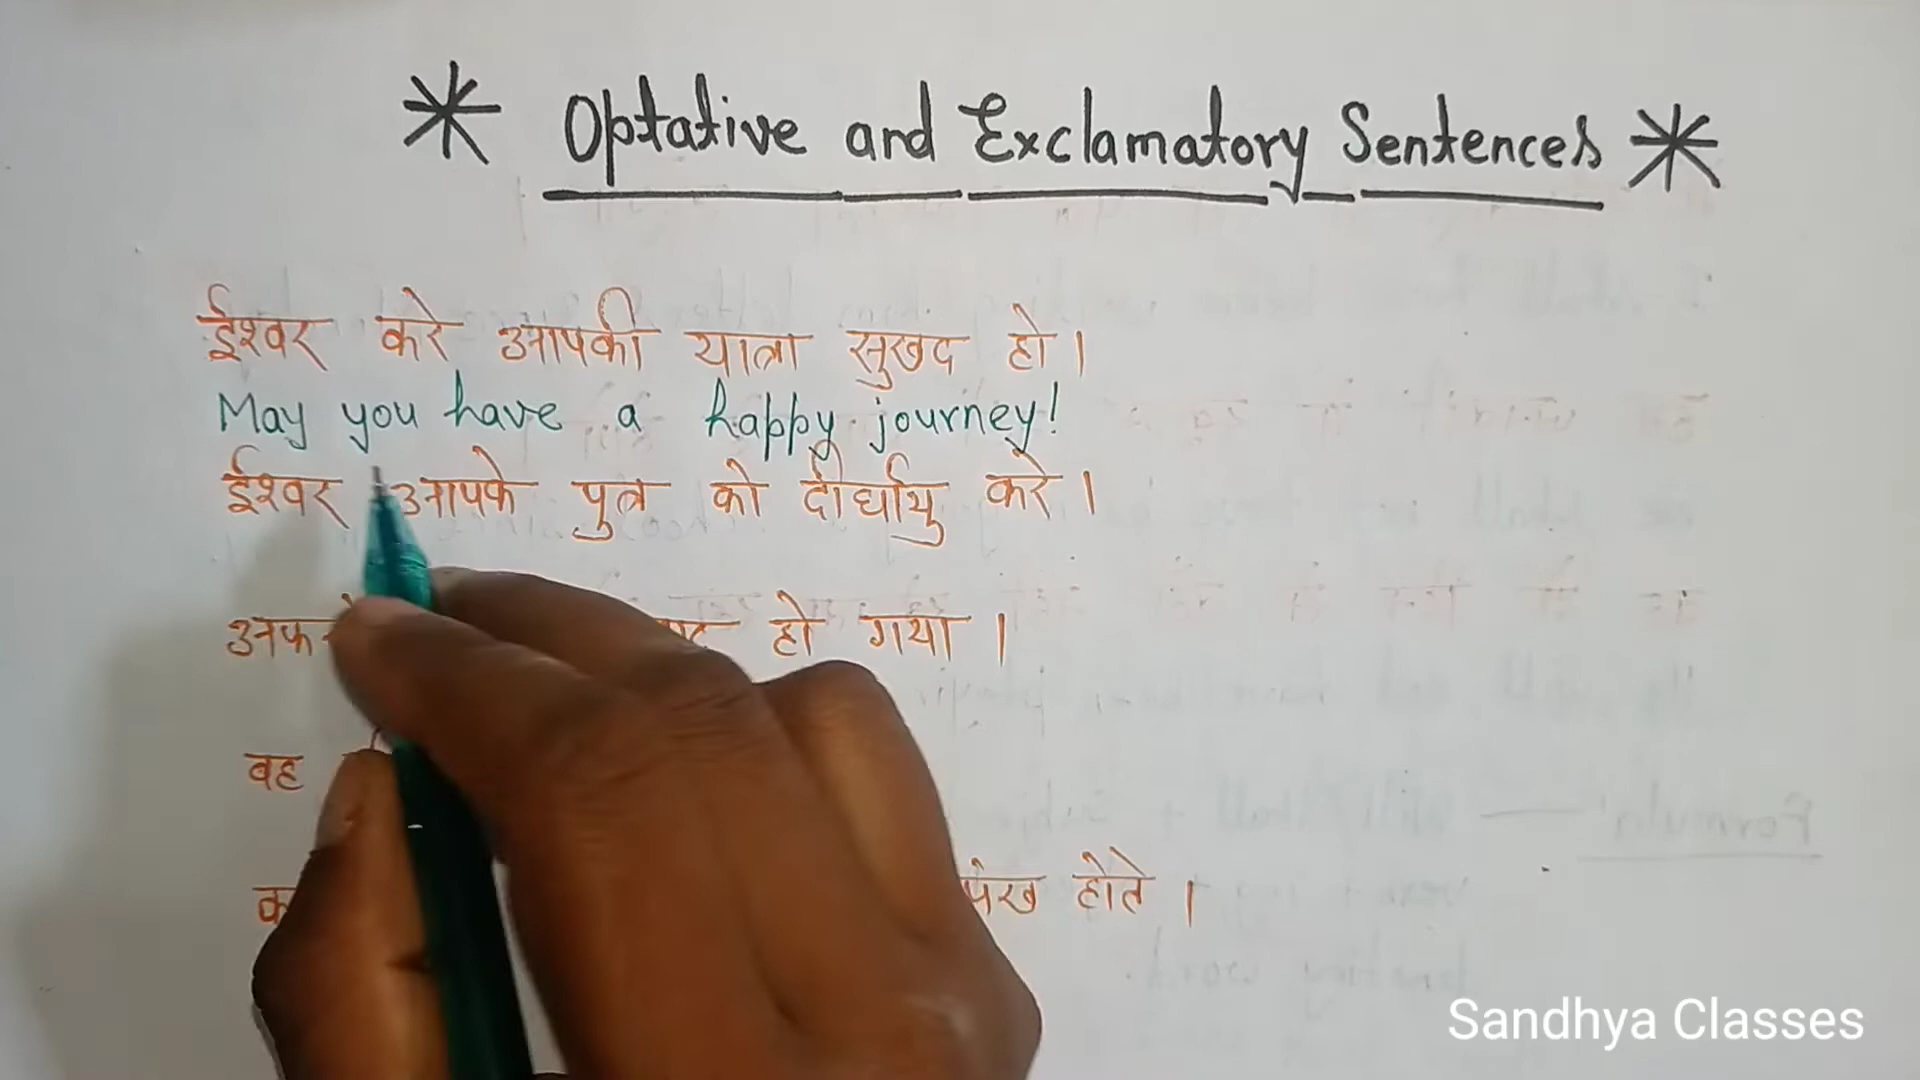 * Optative and Exclamatory Sentences *
ईश्वर करे आपकी यात्रा सुखद हो।
May you have a happy journey!
ईश्वर आपके पुत्र को दीर्घायु करे।
हो गया।
वह
पंख होते।
Sandhya Classes